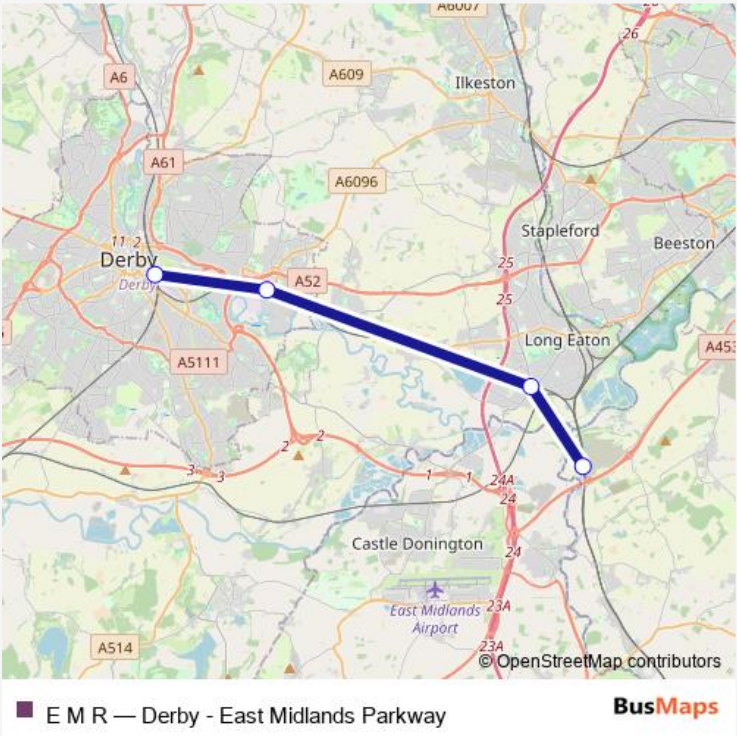 A6007
26
26
A6
A609
Ilkeston
A61
A6096
Stapleford
11 2
Beeston
Derby
Derby
A52
25
25
Long Eaton
A453
A5111
2
2
3
3
1
1
24A
24
Castle Donington
24
East Midlands
Airport
23A
23A
A514
© OpenStreetMap contributors
E M R — Derby - East Midlands Parkway
BusMaps